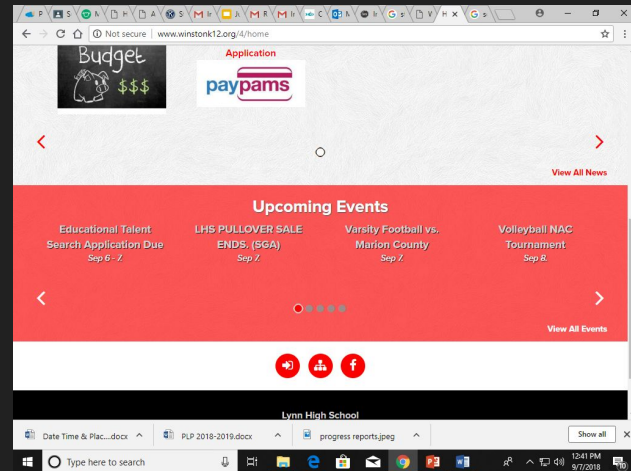 Not secure | www.winstonk12.org/4/home
Budget
$$$
Application
paypams
View All News
Upcoming Events
Educational Talent
Search Application Due
Sep 6 - 7
LHS PULLOVER SALE
ENDS. (SGA)
Sep 7
Varsity Football vs.
Marion County
Sep 7
Volleyball NAC
Tournament
Sep 8
View All Events
Lynn High School
Date Time & Plac....docx
PLP 2018-2019.docx
progress reports.jpeg
Show all
Type here to search
12:41 PM
9/7/2018